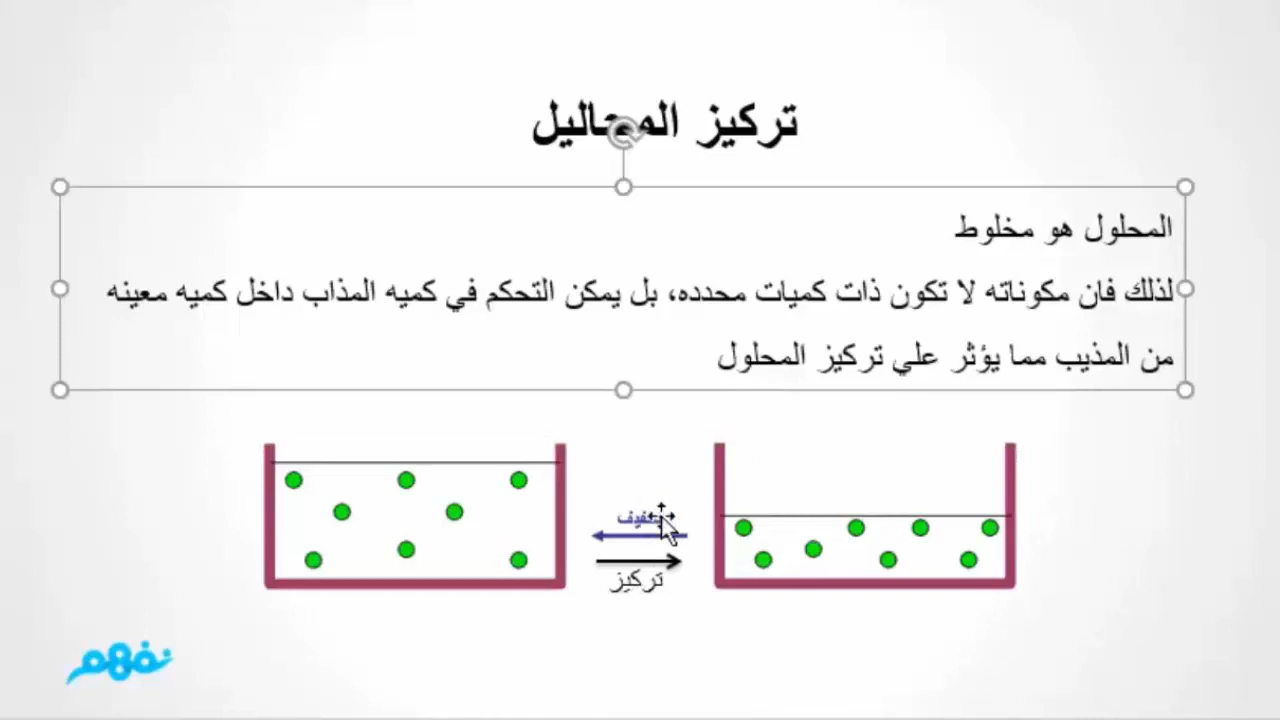 تركيز المحاليل
المحلول هو مخلوط
لذلك فان مكوناته لا تكون ذات كميات محدده، بل يمكن التحكم في كميه المذاب داخل كميه معينه
من المذيب مما يؤثر علي تركيز المحلول
تركيز
نفهم